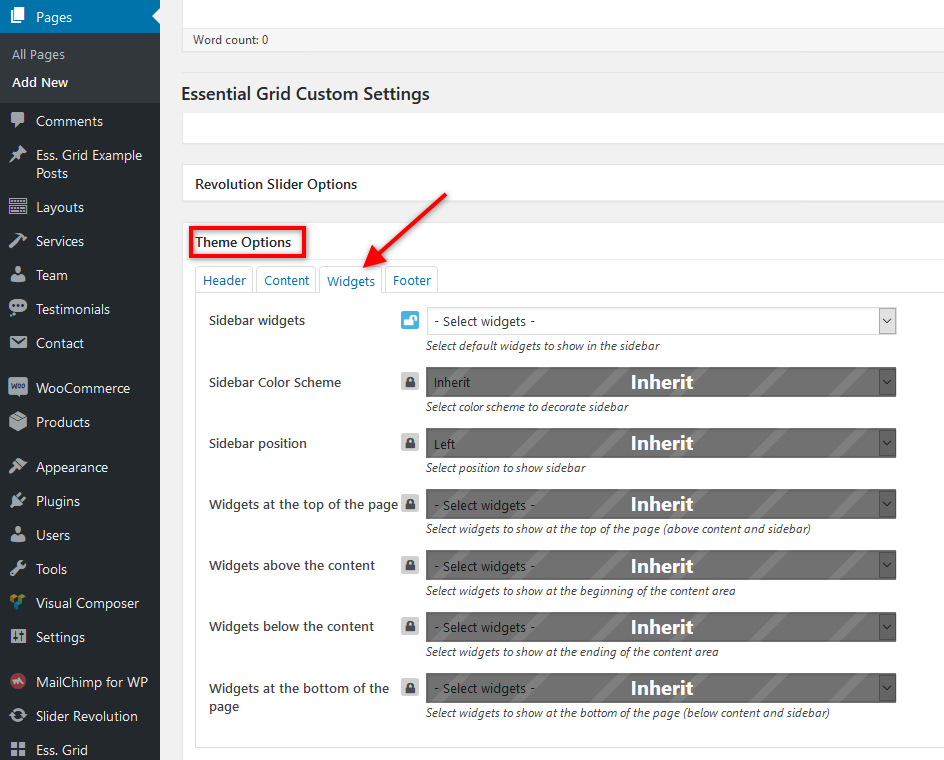 Pages
All Pages
Add New
Comments
Ess. Grid Example
Posts
Layouts
Services
Team
Testimonials
Contact
WOO
WooCommerce
Products
Appearance
Plugins
Users
Tools
Visual Composer
Settings
MailChimp for WP
Slider Revolution
Ess. Grid
Word count: 0
Essential Grid Custom Settings
Revolution Slider Options
Theme Options
Header Content Widgets Footer
Sidebar widgets - Select widgets -
Select default widgets to show in the sidebar
Sidebar Color Scheme Inherit Inherit
Select color scheme to decorate sidebar
Sidebar position Left Inherit
Select position to show sidebar
Widgets at the top of the page - Select widgets - Inherit
Select widgets to show at the top of the page (above content and sidebar)
Widgets above the content - Select widgets - Inherit
Select widgets to show at the beginning of the content area
Widgets below the content - Select widgets - Inherit
Select widgets to show at the ending of the content area
Widgets at the bottom of the
page
- Select widgets - Inherit
Select widgets to show at the bottom of the page (below content and sidebar)